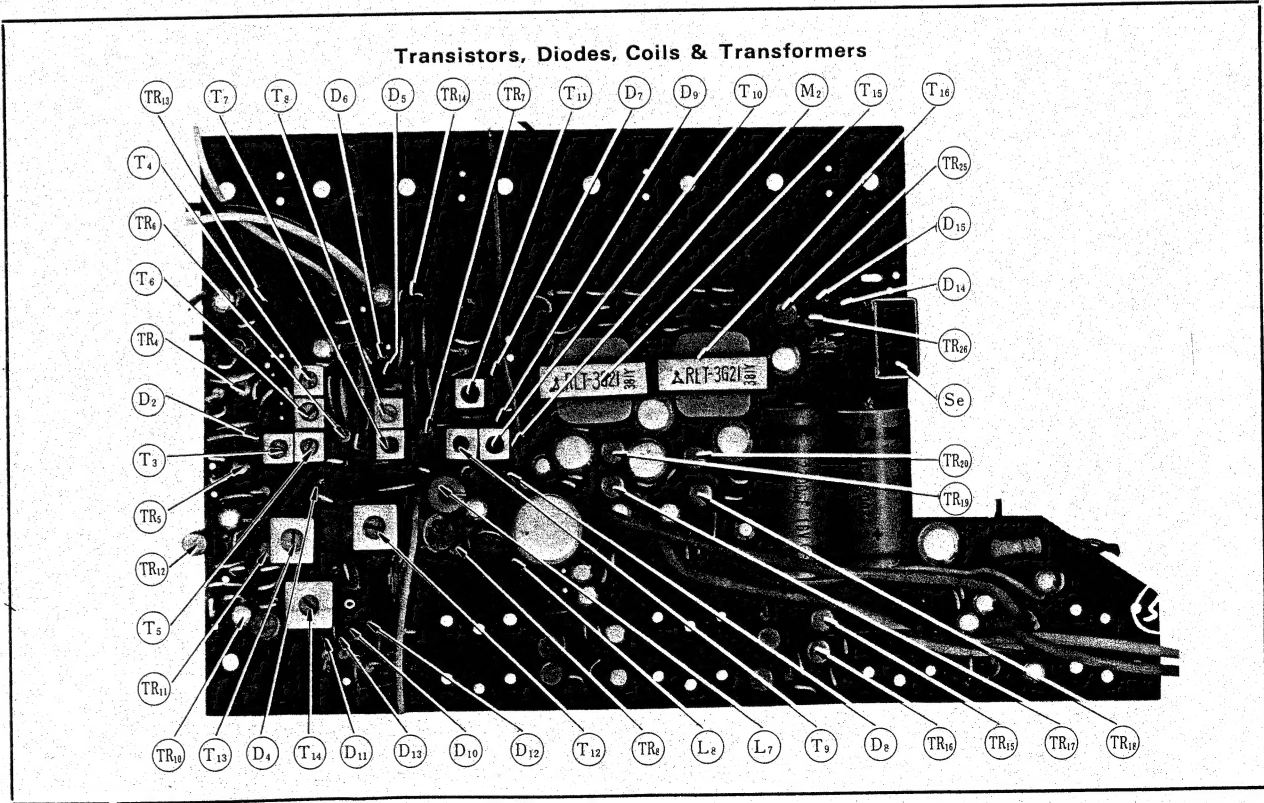 Transistors, Diodes, Coils & Transformers
TR13 T7 T8 D6 D5 TR14 TR7 T11 D7 D9 T10 M2 T15 T16
T4 TR25
TR6 D15
T6 D14
TR4 TR26
D2 Se
RLT-3621 381Y RLT-3621 381Y
T3 TR20
TR5 TR19
TR12
T5
TR11
TR10 T13 D4 T14 D11 D13 D10 D12 T12 TR8 L8 L7 T9 D8 TR16 TR15 TR17 TR18